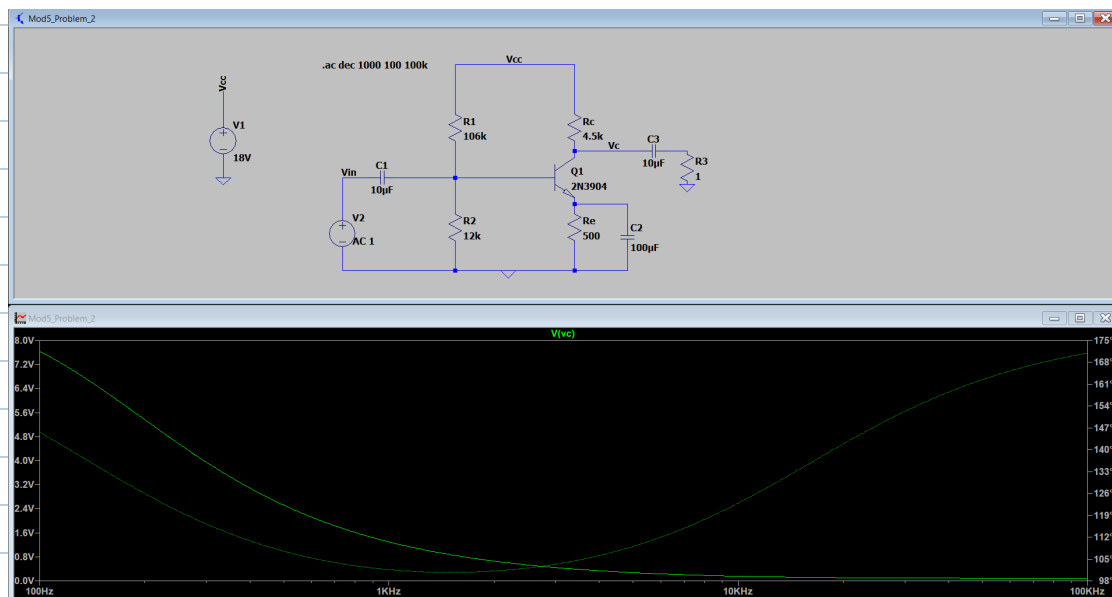 Mod5_Problem_2
.ac dec 1000 100 100k
Vcc
Vcc
V1
18V
R1
106k
Rc
4.5k
Vc
C3
10µF
R3
1
Vin
C1
10µF
Q1
2N3904
V2
AC 1
R2
12k
Re
500
C2
100µF
Mod5_Problem_2
V(vc)
8.0V 175°
7.2V 168°
6.4V 161°
5.6V 154°
4.8V 147°
4.0V 140°
3.2V 133°
2.4V 126°
1.6V 119°
112°
0.8V 105°
0.0V 98°
100Hz 1KHz 10KHz 100KHz